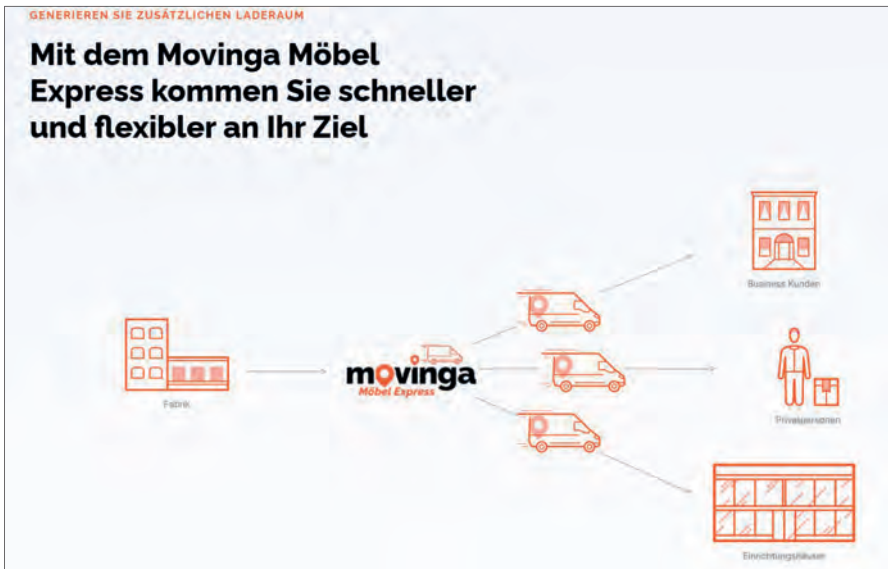 GENERIEREN SIE ZUSÄTZLICHEN LADERAUM
Mit dem Movinga Möbel
Express kommen Sie schneller
und flexibler an Ihr Ziel
Business Kunden
movinga
Möbel Express
Fabrik
Privatpersonen
Einrichtungshäuser